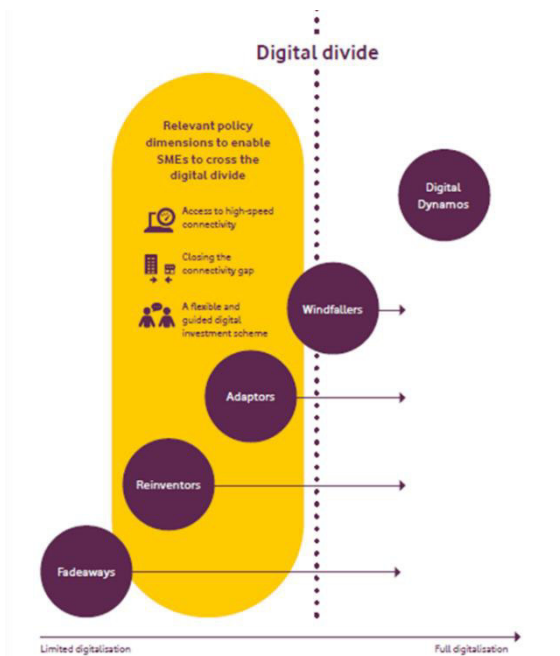 Digital divide
Relevant policy
dimensions to enable
SMEs to cross the
digital divide
Access to high-speed
connectivity
Closing the
connectivity gap
A flexible and
guided digital
investment scheme
Digital
Dynamos
Windfallers
Adaptors
Reinventors
Fadeaways
Limited digitalisation
Full digitalisation